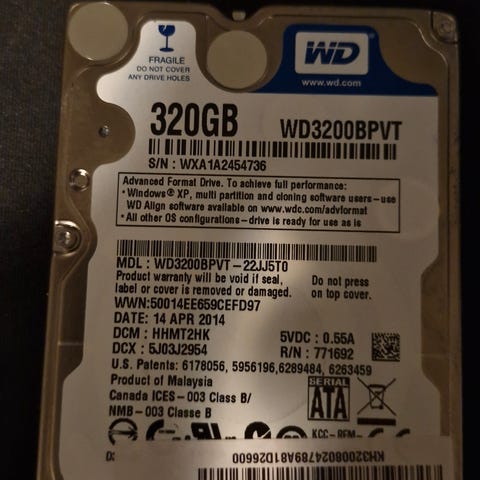 FRAGILE
DO NOT COVER
ANY DRIVE HOLES
WD
www.wd.com
320GB
WD3200BPVT
S/N : WXA1A2454736
Advanced Format Drive. To achieve full performance:
• Windows® XP, multi partition and cloning software users - use
WD Align software available on www.wdc.com/advformat
• All other OS configurations – drive is ready for use as is
MDL : WD3200BPVT-22JJ5T0
Product warranty will be void if seal,
label or cover is removed or damaged.
Do not press
on top cover.
WWN:50014EE659CEFD97
DATE: 14 APR 2014
DCM : HHMT2HK
5VDC : 0.55A
DCX : 5J03J2954
R/N : 771692
U.S. Patents: 6178056, 5956196,6289484, 6263459
Product of Malaysia
Canada ICES - 003 Class B/
NMB-003 Classe B
SERIAL
ATA
KCC-REM-
KH32008024789A81D26600